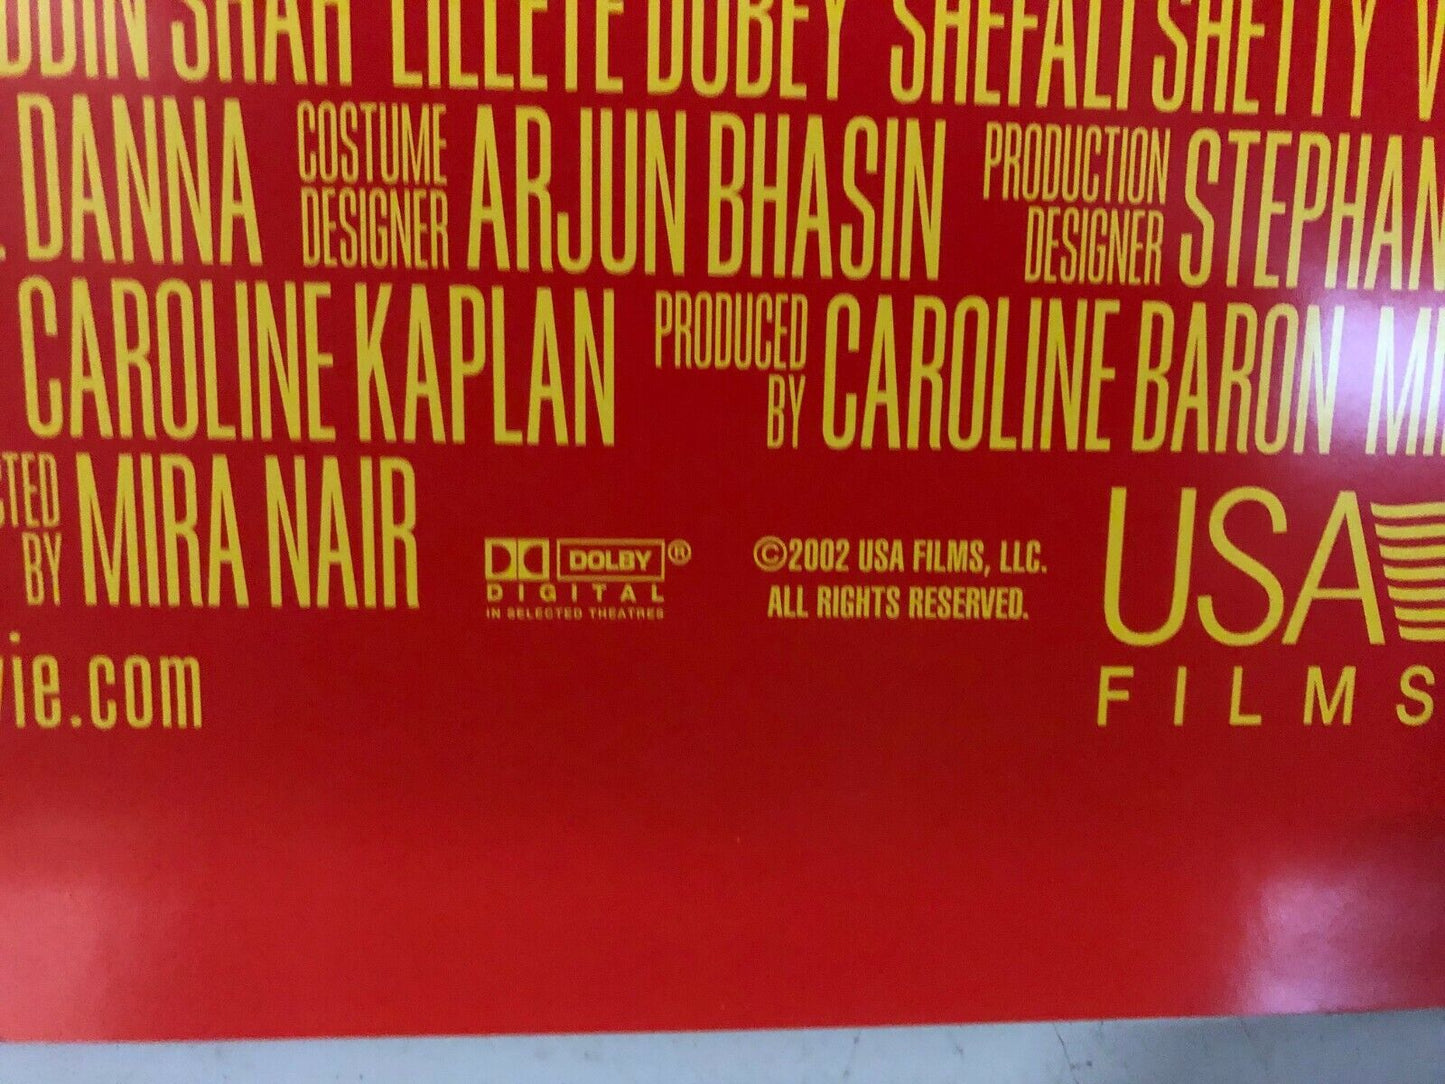 DDIN SHAH LILLETE DUBEY SHEFALI SHETTY V
. DANNA COSTUME DESIGNER ARJUN BHASIN PRODUCTION DESIGNER STEPHAN
CAROLINE KAPLAN PRODUCED BY CAROLINE BARON MI
CTED BY MIRA NAIR DOLBY ® DIGITAL IN SELECTED THEATRES
©2002 USA FILMS, LLC.
ALL RIGHTS RESERVED.
USA
FILMS
vie.com